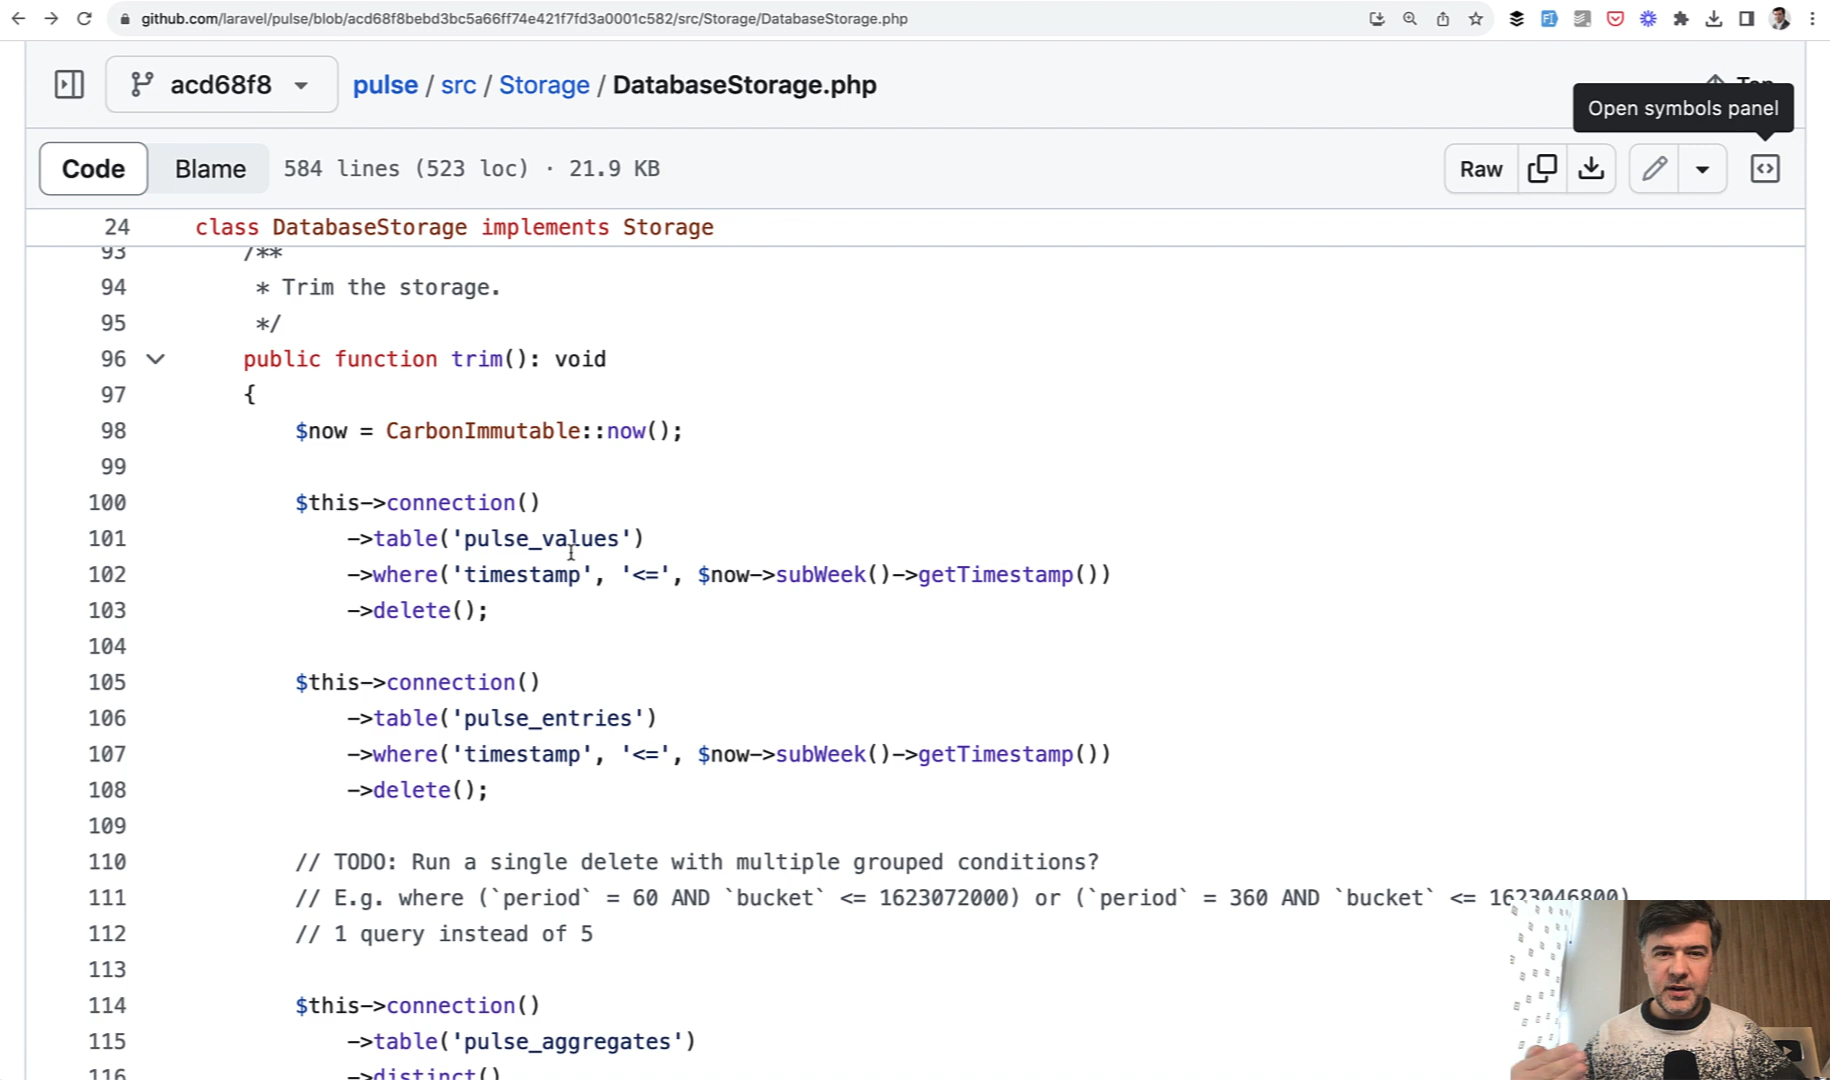 github.com/laravel/pulse/blob/acd68f8bebd3bc5a66ff74e421f7fd3a0001c582/src/Storage/DatabaseStorage.php
acd68f8
pulse / src / Storage / DatabaseStorage.php
Top
Open symbols panel
Code Blame 584 lines (523 loc) · 21.9 KB
Raw
24 class DatabaseStorage implements Storage
93 /**
94 * Trim the storage.
95 */
96 public function trim(): void
97 {
98 $now = CarbonImmutable::now();
99
100 $this->connection()
101 ->table('pulse_values')
102 ->where('timestamp', '<=', $now->subWeek()->getTimestamp())
103 ->delete();
104
105 $this->connection()
106 ->table('pulse_entries')
107 ->where('timestamp', '<=', $now->subWeek()->getTimestamp())
108 ->delete();
109
110 // TODO: Run a single delete with multiple grouped conditions?
111 // E.g. where (`period` = 60 AND `bucket` <= 1623072000) or (`period` = 360 AND `bucket` <= 1623046800)
112 // 1 query instead of 5
113
114 $this->connection()
115 ->table('pulse_aggregates')
116 ->distinct()